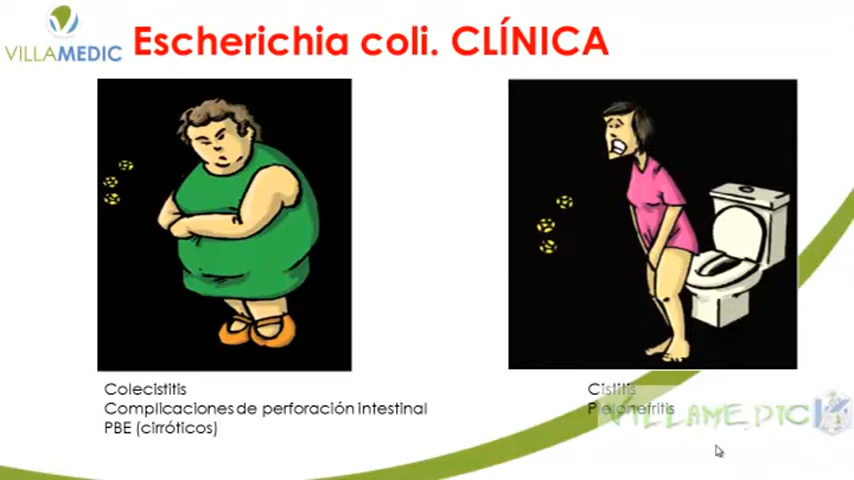 VILLAMEDIC
Escherichia coli. CLÍNICA
Colecistitis
Complicaciones de perforación intestinal
PBE (cirróticos)
Cistitis
Pielonefritis
VILLAMEDIC